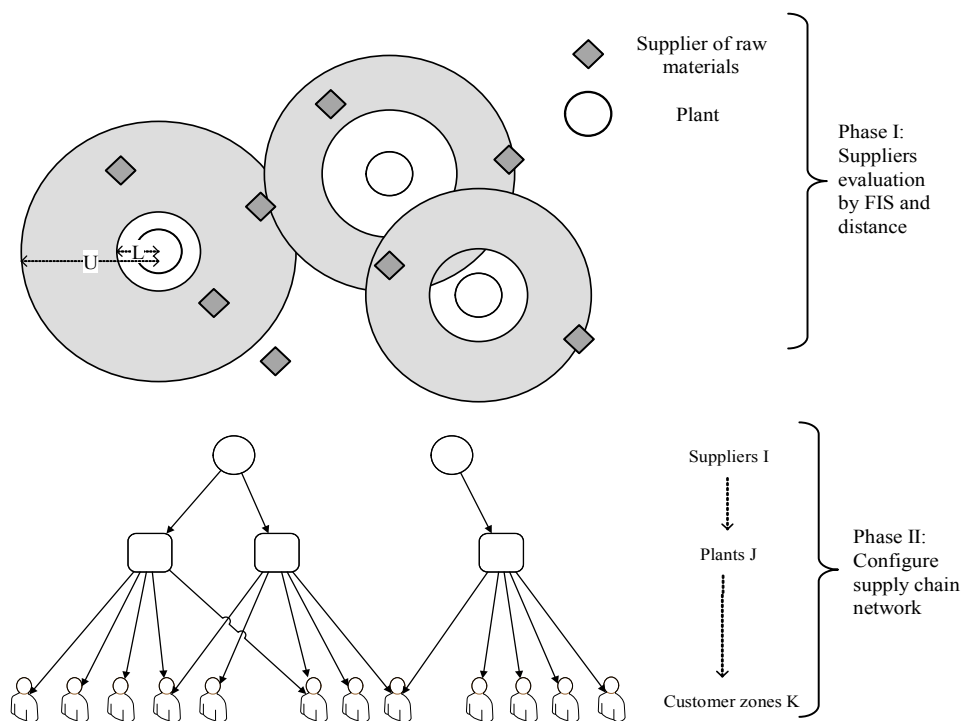 Supplier of raw
materials
Plant
Phase I:
Suppliers
evaluation
by FIS and
distance
L
U
Suppliers I
Plants J
Customer zones K
Phase II:
Configure
supply chain
network